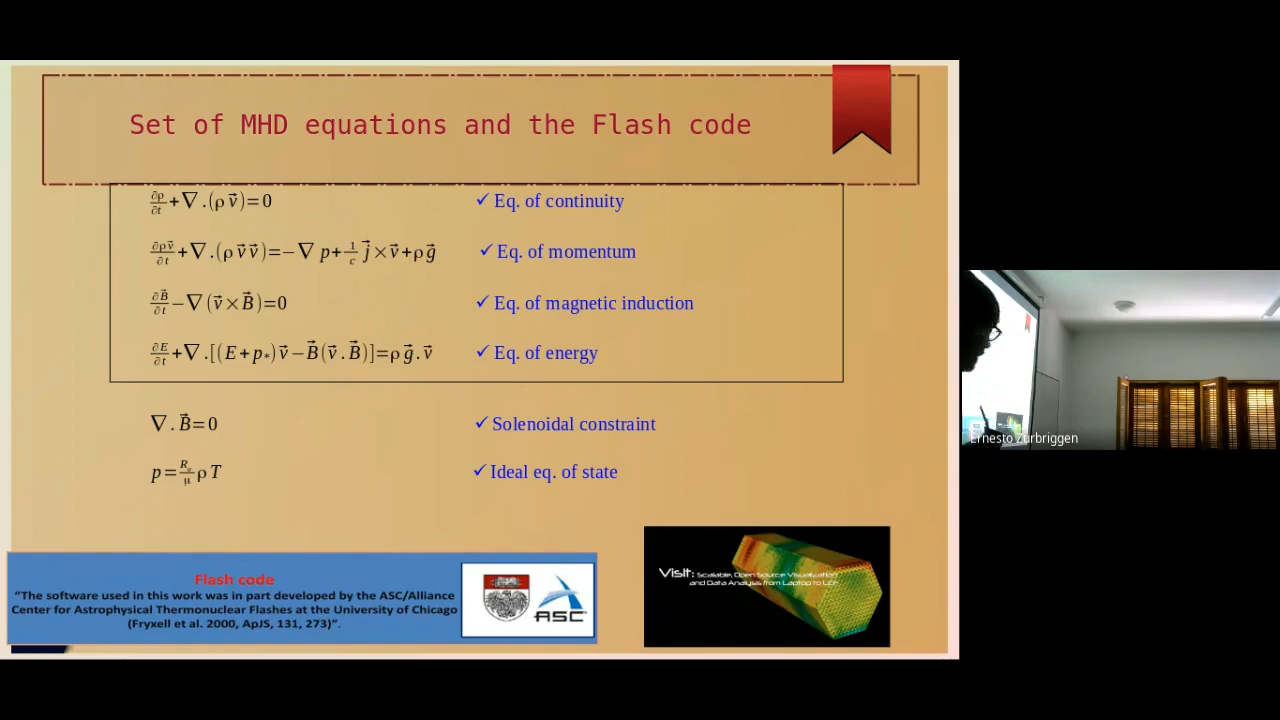 Set of MHD equations and the Flash code
∂ρ/∂t + ∇.(ρ v⃗)=0 ✓ Eq. of continuity
∂ρv⃗/∂t + ∇.(ρ v⃗ v⃗)=−∇ p + 1/c j⃗×v⃗+ρ g⃗ ✓ Eq. of momentum
∂B⃗/∂t − ∇(v⃗×B⃗)=0 ✓ Eq. of magnetic induction
∂E/∂t + ∇.[(E+p*) v⃗−B⃗(v⃗.B⃗)]=ρ g⃗.v⃗ ✓ Eq. of energy
∇.B⃗=0 ✓ Solenoidal constraint
p= R/μ ρ T ✓ Ideal eq. of state
Flash code
“The software used in this work was in part developed by the ASC/Alliance
Center for Astrophysical Thermonuclear Flashes at the University of Chicago
(Fryxell et al. 2000, ApJS, 131, 273)”.
ASC
VisIt: Scalable, Open Source Visualization
and Data Analysis from Laptop to
Ernesto Zurbriggen